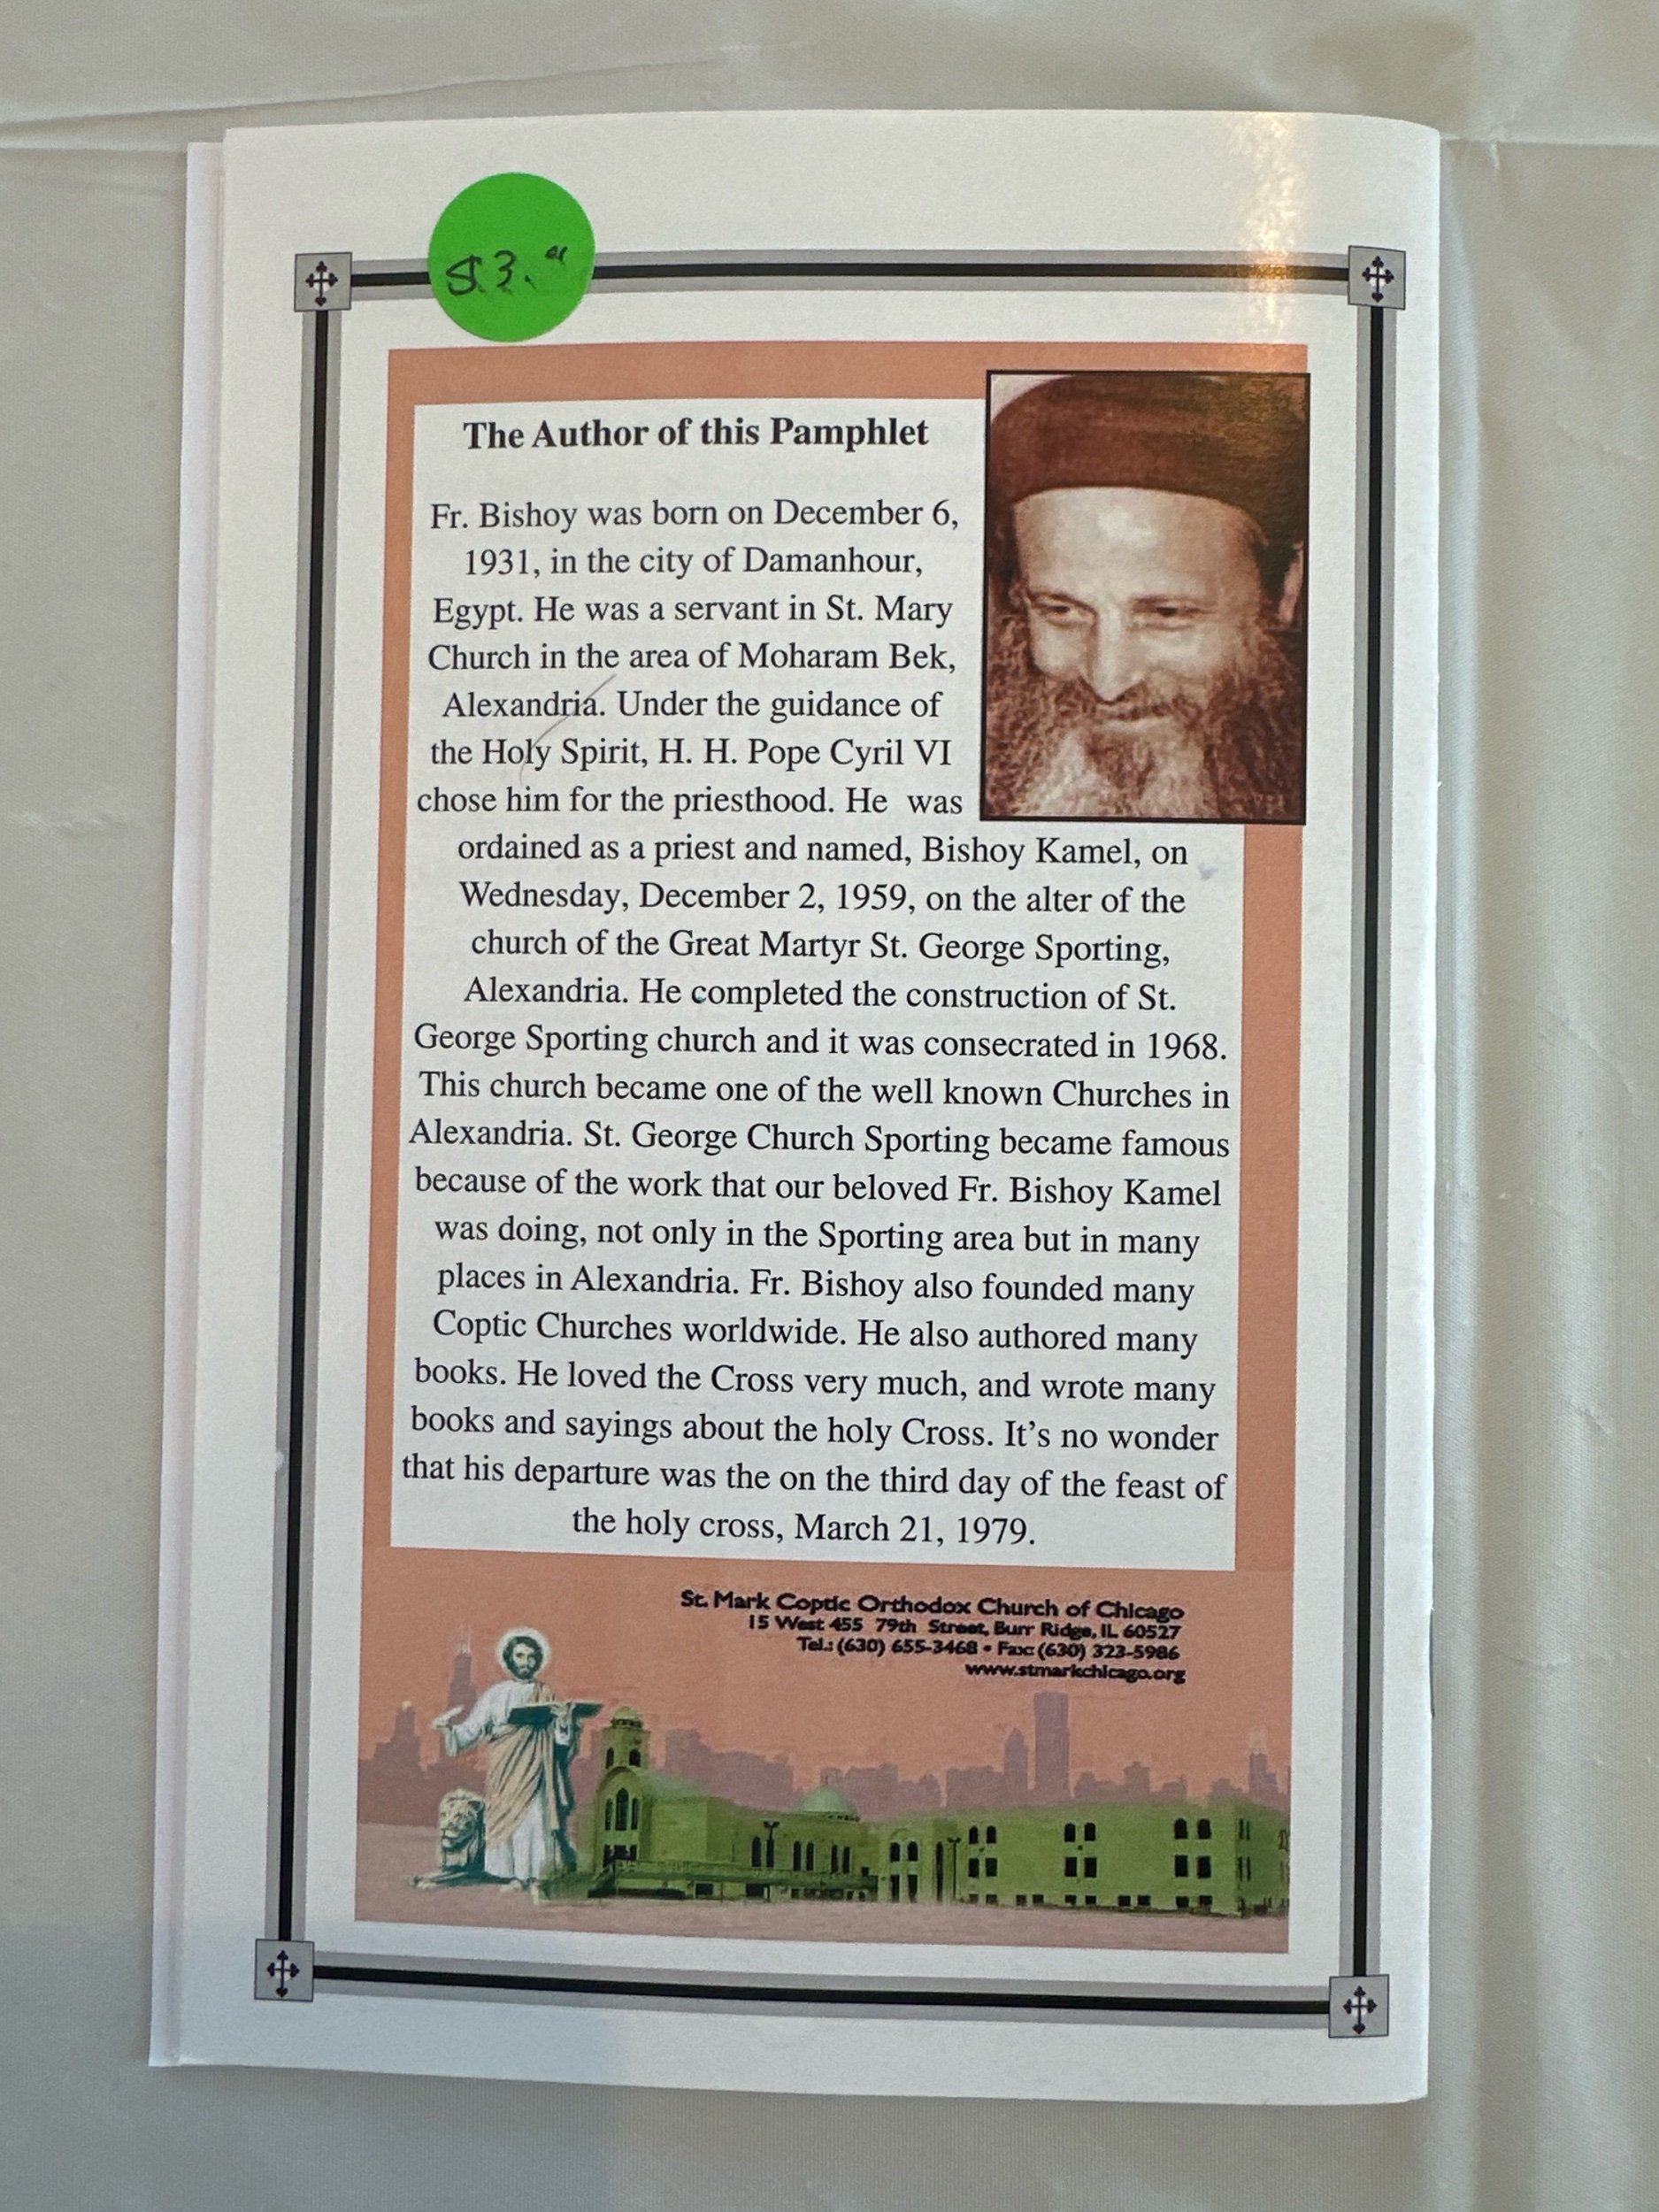 $3.00
The Author of this Pamphlet
Fr. Bishoy was born on December 6,
1931, in the city of Damanhour,
Egypt. He was a servant in St. Mary
Church in the area of Moharam Bek,
Alexandria. Under the guidance of
the Holy Spirit, H. H. Pope Cyril VI
chose him for the priesthood. He was
ordained as a priest and named, Bishoy Kamel, on
Wednesday, December 2, 1959, on the alter of the
church of the Great Martyr St. George Sporting,
Alexandria. He completed the construction of St.
George Sporting church and it was consecrated in 1968.
This church became one of the well known Churches in
Alexandria. St. George Church Sporting became famous
because of the work that our beloved Fr. Bishoy Kamel
was doing, not only in the Sporting area but in many
places in Alexandria. Fr. Bishoy also founded many
Coptic Churches worldwide. He also authored many
books. He loved the Cross very much, and wrote many
books and sayings about the holy Cross. It’s no wonder
that his departure was the on the third day of the feast of
the holy cross, March 21, 1979.
St. Mark Coptic Orthodox Church of Chicago
15 West 455 79th Street, Burr Ridge, IL 60527
Tel.: (630) 655-3468 • Fax: (630) 323-5986
www.stmarkchicago.org